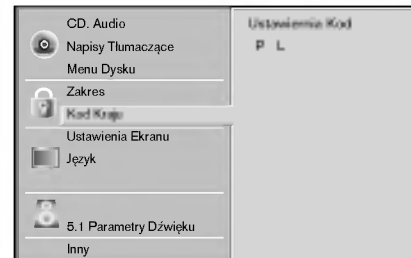 CD. Audio
Napisy Tłumaczące
Menu Dysku
Zakres
Kod Kraju
Ustawienia Ekranu
Język
5.1 Parametry Dźwięku
Inny
Ustawienia Kod
P L